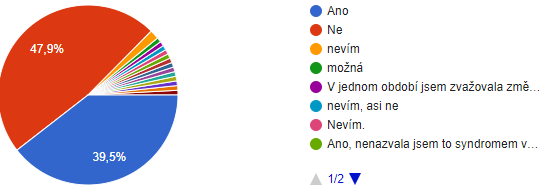 47,9%
39,5%
Ano
Ne
nevím
možná
V jednom období jsem zvažovala změ...
nevím, asi ne
Nevím.
Ano, nenazvala jsem to syndromem v...
1/2